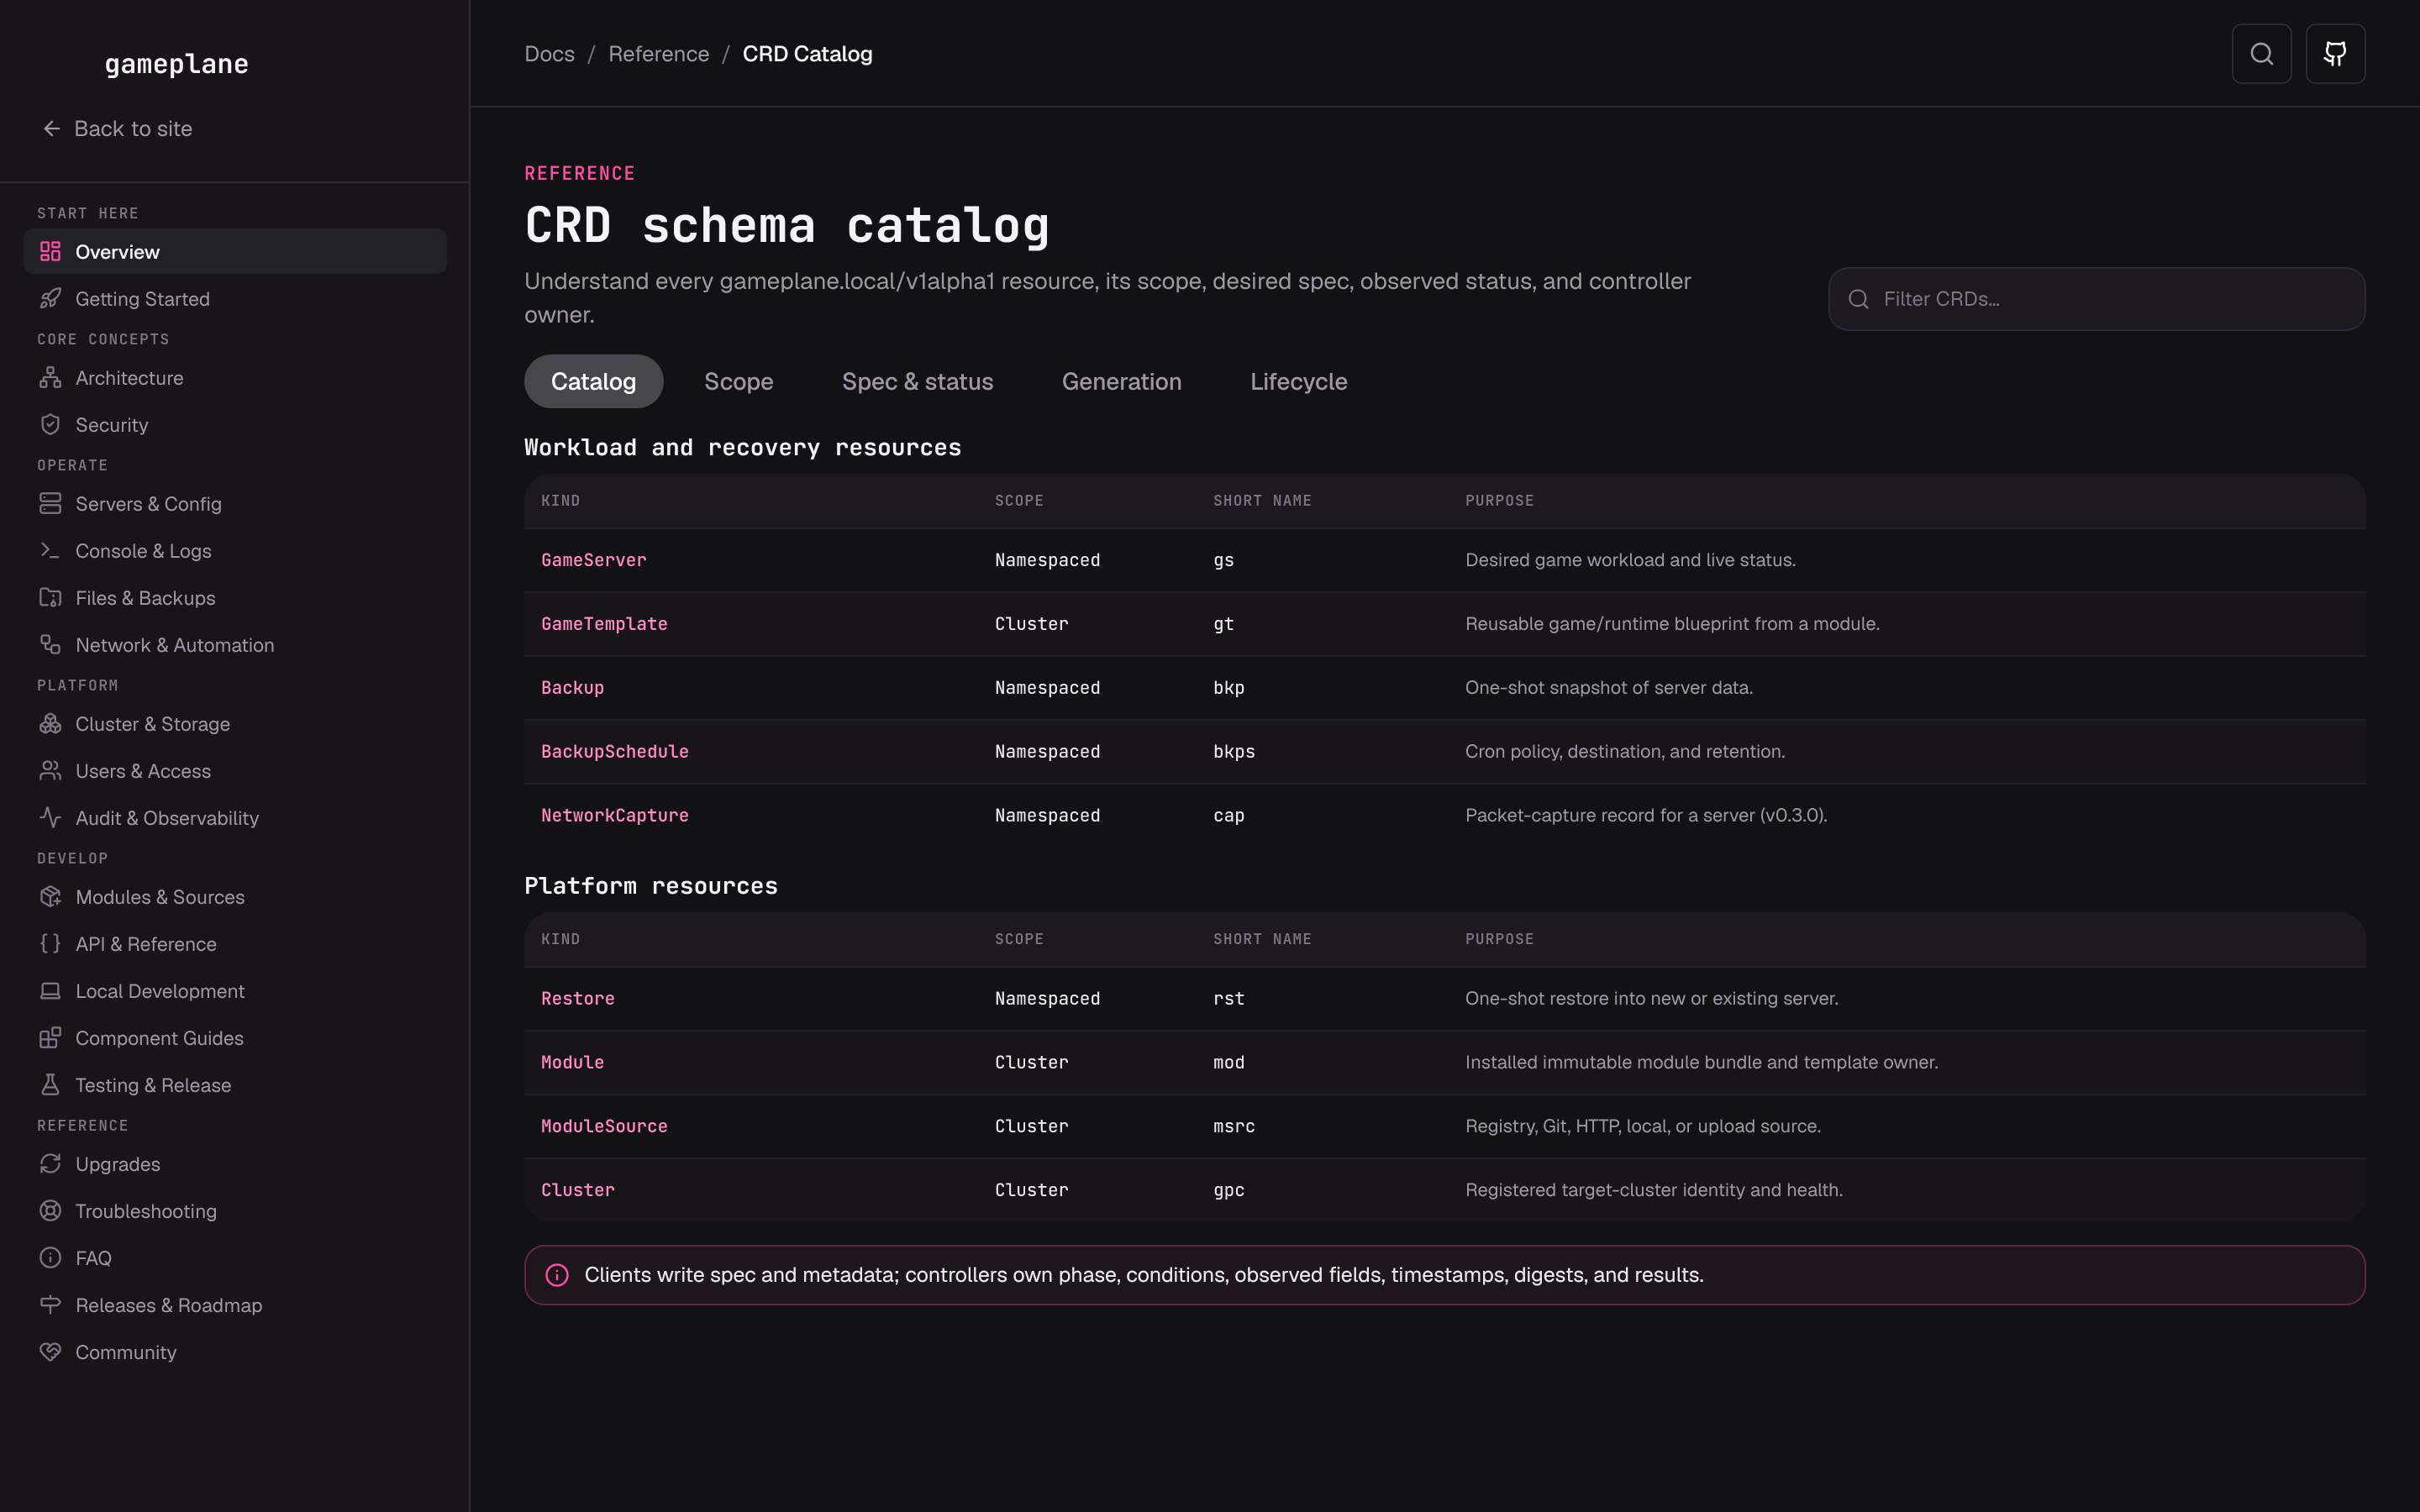 gameplane
Back to site
START HERE
Overview
Getting Started
CORE CONCEPTS
Architecture
Security
OPERATE
Servers & Config
Console & Logs
Files & Backups
Network & Automation
PLATFORM
Cluster & Storage
Users & Access
Audit & Observability
DEVELOP
Modules & Sources
API & Reference
Local Development
Component Guides
Testing & Release
REFERENCE
Upgrades
Troubleshooting
FAQ
Releases & Roadmap
Community
Docs / Reference / CRD Catalog
REFERENCE
CRD schema catalog
Understand every gameplane.local/v1alpha1 resource, its scope, desired spec, observed status, and controller
owner.
Filter CRDs...
Catalog Scope Spec & status Generation Lifecycle
Workload and recovery resources
KIND SCOPE SHORT NAME PURPOSE
GameServer Namespaced gs Desired game workload and live status.
GameTemplate Cluster gt Reusable game/runtime blueprint from a module.
Backup Namespaced bkp One-shot snapshot of server data.
BackupSchedule Namespaced bkps Cron policy, destination, and retention.
NetworkCapture Namespaced cap Packet-capture record for a server (v0.3.0).
Platform resources
KIND SCOPE SHORT NAME PURPOSE
Restore Namespaced rst One-shot restore into new or existing server.
Module Cluster mod Installed immutable module bundle and template owner.
ModuleSource Cluster msrc Registry, Git, HTTP, local, or upload source.
Cluster Cluster gpc Registered target-cluster identity and health.
Clients write spec and metadata; controllers own phase, conditions, observed fields, timestamps, digests, and results.